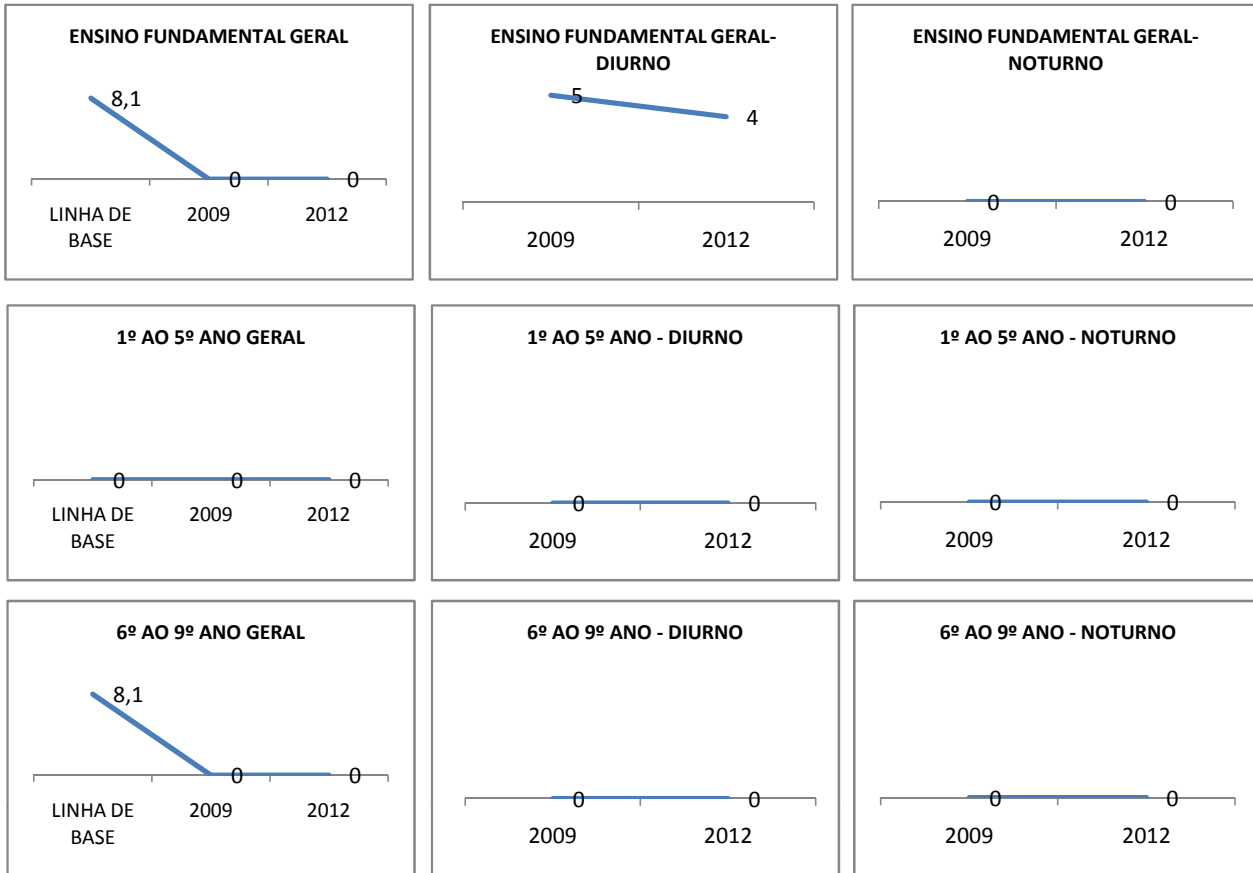 ENSINO FUNDAMENTAL GERAL
8,1
0
0
LINHA DE
BASE
2009
2012
ENSINO FUNDAMENTAL GERAL-
DIURNO
5
4
2009
2012
ENSINO FUNDAMENTAL GERAL-
NOTURNO
0
0
2009
2012
1º AO 5º ANO GERAL
0
0
0
LINHA DE
BASE
2009
2012
1º AO 5º ANO - DIURNO
0
0
2009
2012
1º AO 5º ANO - NOTURNO
0
0
2009
2012
6º AO 9º ANO GERAL
8,1
0
0
LINHA DE
BASE
2009
2012
6º AO 9º ANO - DIURNO
0
0
2009
2012
6º AO 9º ANO - NOTURNO
0
0
2009
2012